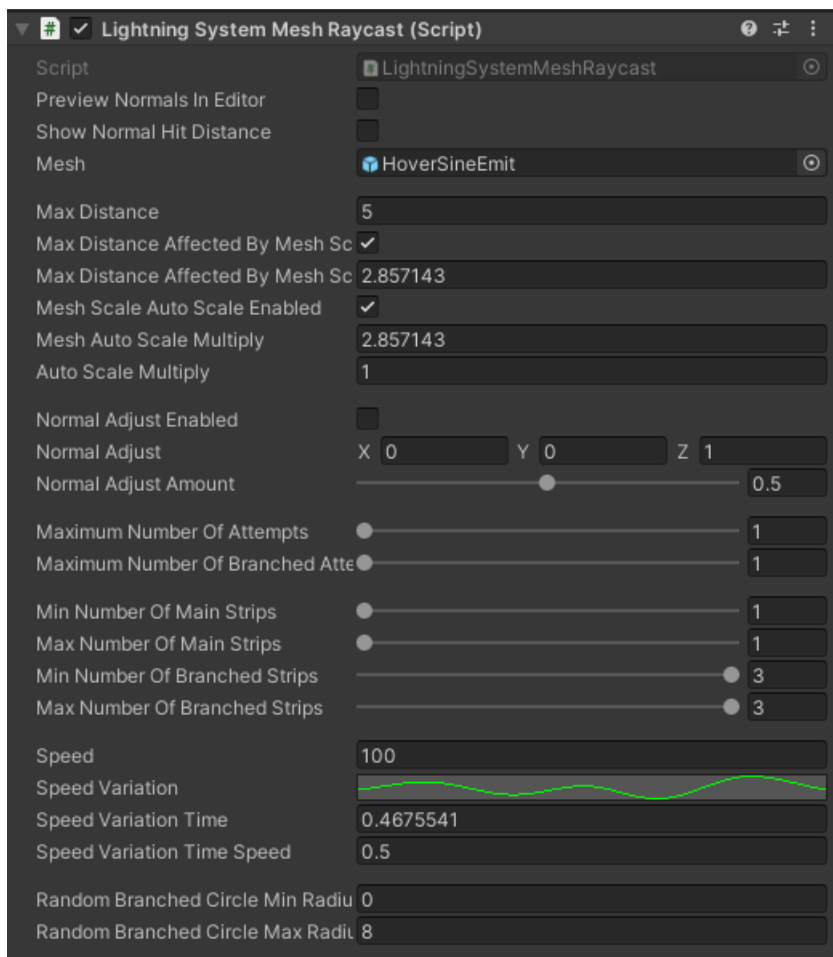 Lightning System Mesh Raycast (Script)
Script LightningSystemMeshRaycast
Preview Normals In Editor
Show Normal Hit Distance
Mesh HoverSineEmit
Max Distance 5
Max Distance Affected By Mesh Sc
Max Distance Affected By Mesh Sc 2.857143
Mesh Scale Auto Scale Enabled
Mesh Auto Scale Multiply 2.857143
Auto Scale Multiply 1
Normal Adjust Enabled
Normal Adjust X 0 Y 0 Z 1
Normal Adjust Amount 0.5
Maximum Number Of Attempts 1
Maximum Number Of Branched Atte 1
Min Number Of Main Strips 1
Max Number Of Main Strips 1
Min Number Of Branched Strips 3
Max Number Of Branched Strips 3
Speed 100
Speed Variation
Speed Variation Time 0.4675541
Speed Variation Time Speed 0.5
Random Branched Circle Min Radiu 0
Random Branched Circle Max Radiu 8